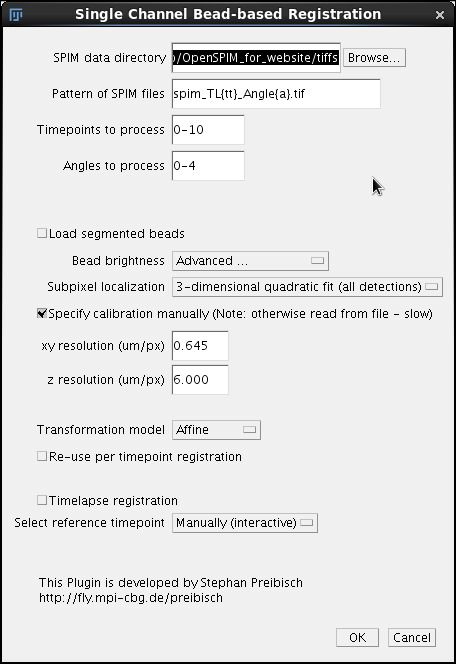 Single Channel Bead-based Registration
SPIM data directory
/OpenSPIM_for_website/tiffs
Browse...
Pattern of SPIM files
spim_TL{tt}_Angle{a}.tif
Timepoints to process
0-10
Angles to process
0-4
Load segmented beads
Bead brightness
Advanced ...
Subpixel localization
3-dimensional quadratic fit (all detections)
Specify calibration manually (Note: otherwise read from file - slow)
xy resolution (um/px)
0.645
z resolution (um/px)
6.000
Transformation model
Affine
Re-use per timepoint registration
Timelapse registration
Select reference timepoint
Manually (interactive)
This Plugin is developed by Stephan Preibisch
http://fly.mpi-cbg.de/preibisch
OK
Cancel